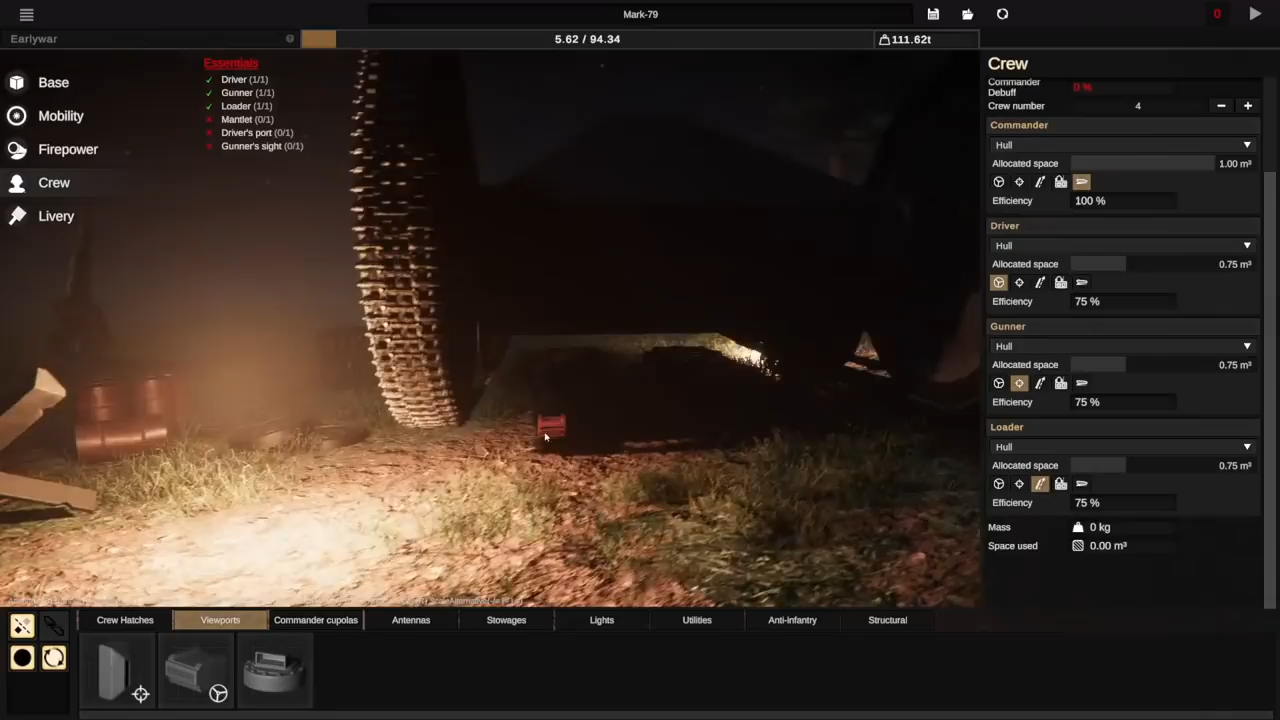 Mark-79
0
Earlywar
5.62 / 94.34
111.62t
Base
Mobility
Firepower
Crew
Livery
Essentials
Driver (1/1)
Gunner (1/1)
Loader (1/1)
Mantlet (0/1)
Driver's port (0/1)
Gunner's sight (0/1)
Crew
Commander
Debuff
0 %
Crew number
4
Commander
Hull
Allocated space
1.00 m³
Efficiency
100 %
Driver
Hull
Allocated space
0.75 m³
Efficiency
75 %
Gunner
Hull
Allocated space
0.75 m³
Efficiency
75 %
Loader
Hull
Allocated space
0.75 m³
Efficiency
75 %
Mass
0 kg
Space used
0.00 m³
Crew Hatches
Viewports
Commander cupolas
Antennas
Stowages
Lights
Utilities
Anti-Infantry
Structural